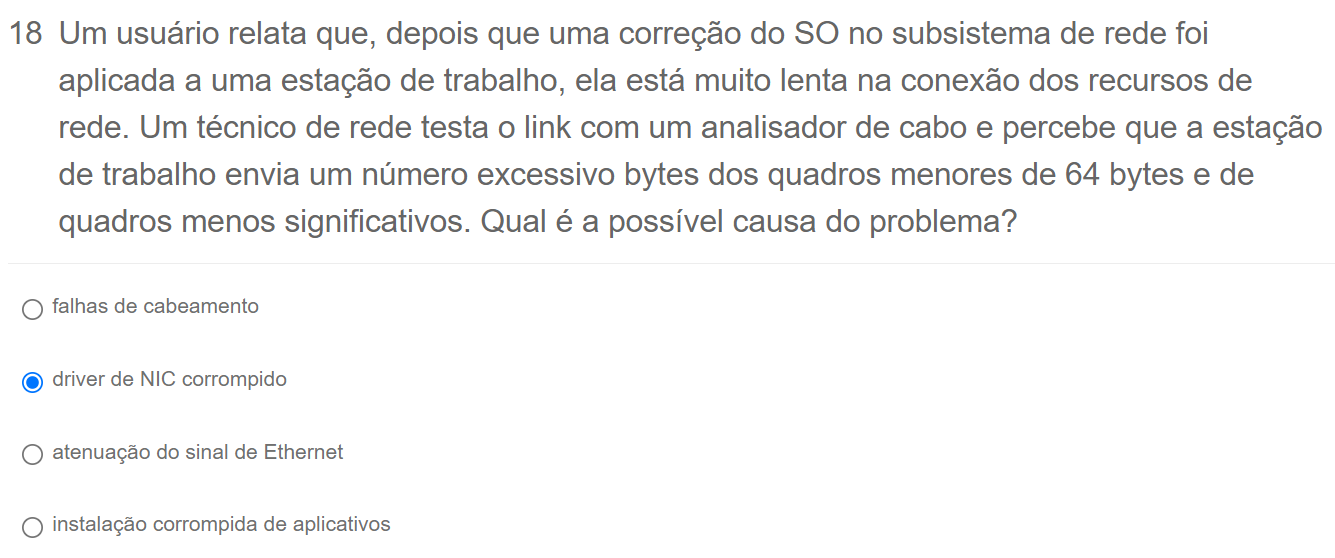 18 Um usuário relata que, depois que uma correção do SO no subsistema de rede foi
aplicada a uma estação de trabalho, ela está muito lenta na conexão dos recursos de
rede. Um técnico de rede testa o link com um analisador de cabo e percebe que a estação
de trabalho envia um número excessivo bytes dos quadros menores de 64 bytes e de
quadros menos significativos. Qual é a possível causa do problema?
falhas de cabeamento
driver de NIC corrompido
atenuação do sinal de Ethernet
instalação corrompida de aplicativos